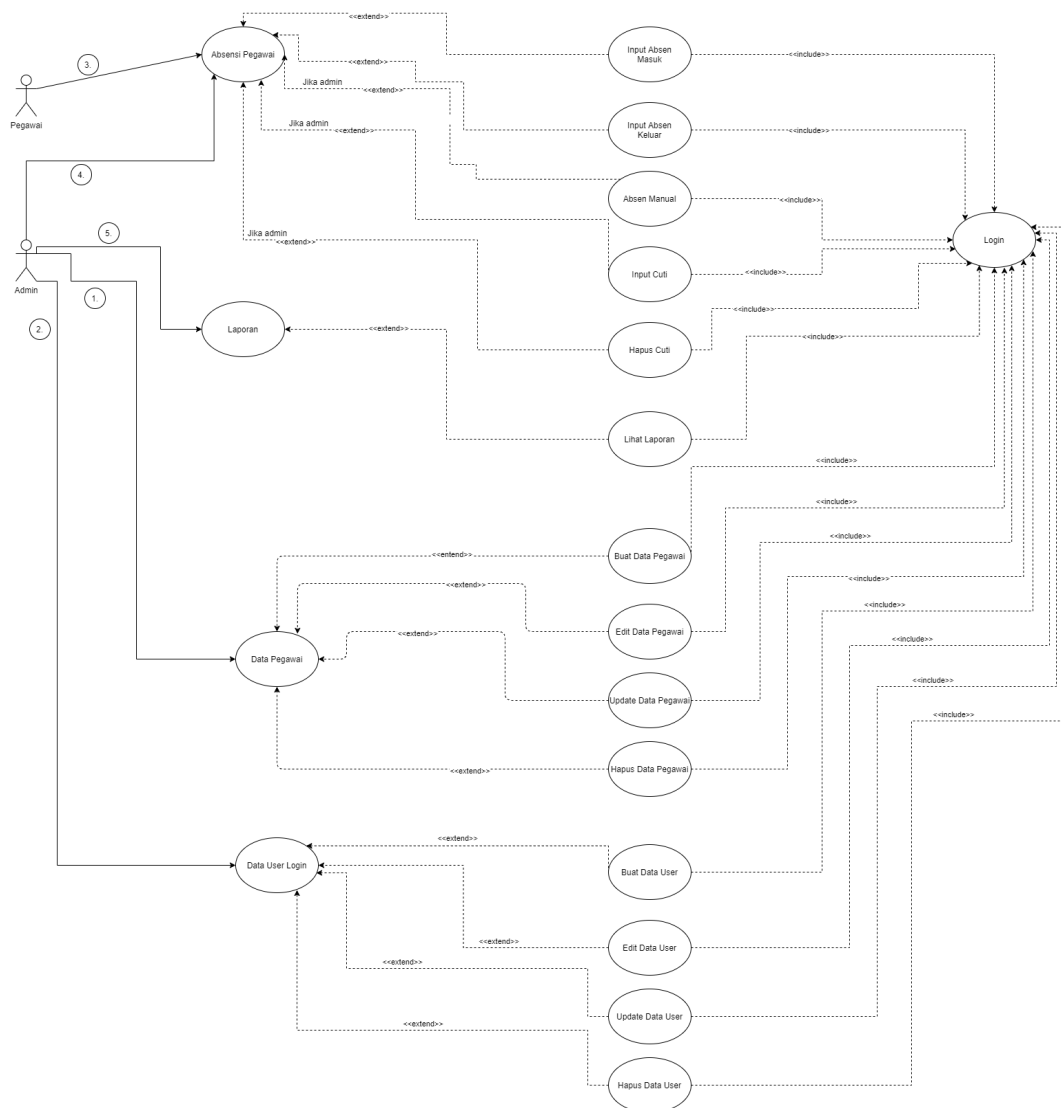 <<extend>>
Absensi Pegawai
Input Absen
Masuk
<<include>>
3.
<<extend>>
Pegawai
Jika admin
<<extend>>
Input Absen
Keluar
<<include>>
Jika admin
<<extend>>
4.
Absen Manual
<<include>>
5.
Jika admin
<<extend>>
Login
Admin
1.
Input Cuti
<<include>>
2.
Laporan
<<extend>>
Hapus Cuti
<<include>>
<<include>>
Lihat Laporan
<<include>>
<<include>>
<<entend>>
Buat Data Pegawai
<<include>>
<<extend>>
<<include>>
<<extend>>
Edit Data Pegawai
<<include>>
Data Pegawai
<<include>>
<<include>>
Update Data Pegawai
<<include>>
<<extend>>
Hapus Data Pegawai
<<extend>>
Data User Login
Buat Data User
<<extend>>
Edit Data User
<<extend>>
Update Data User
<<extend>>
Hapus Data User